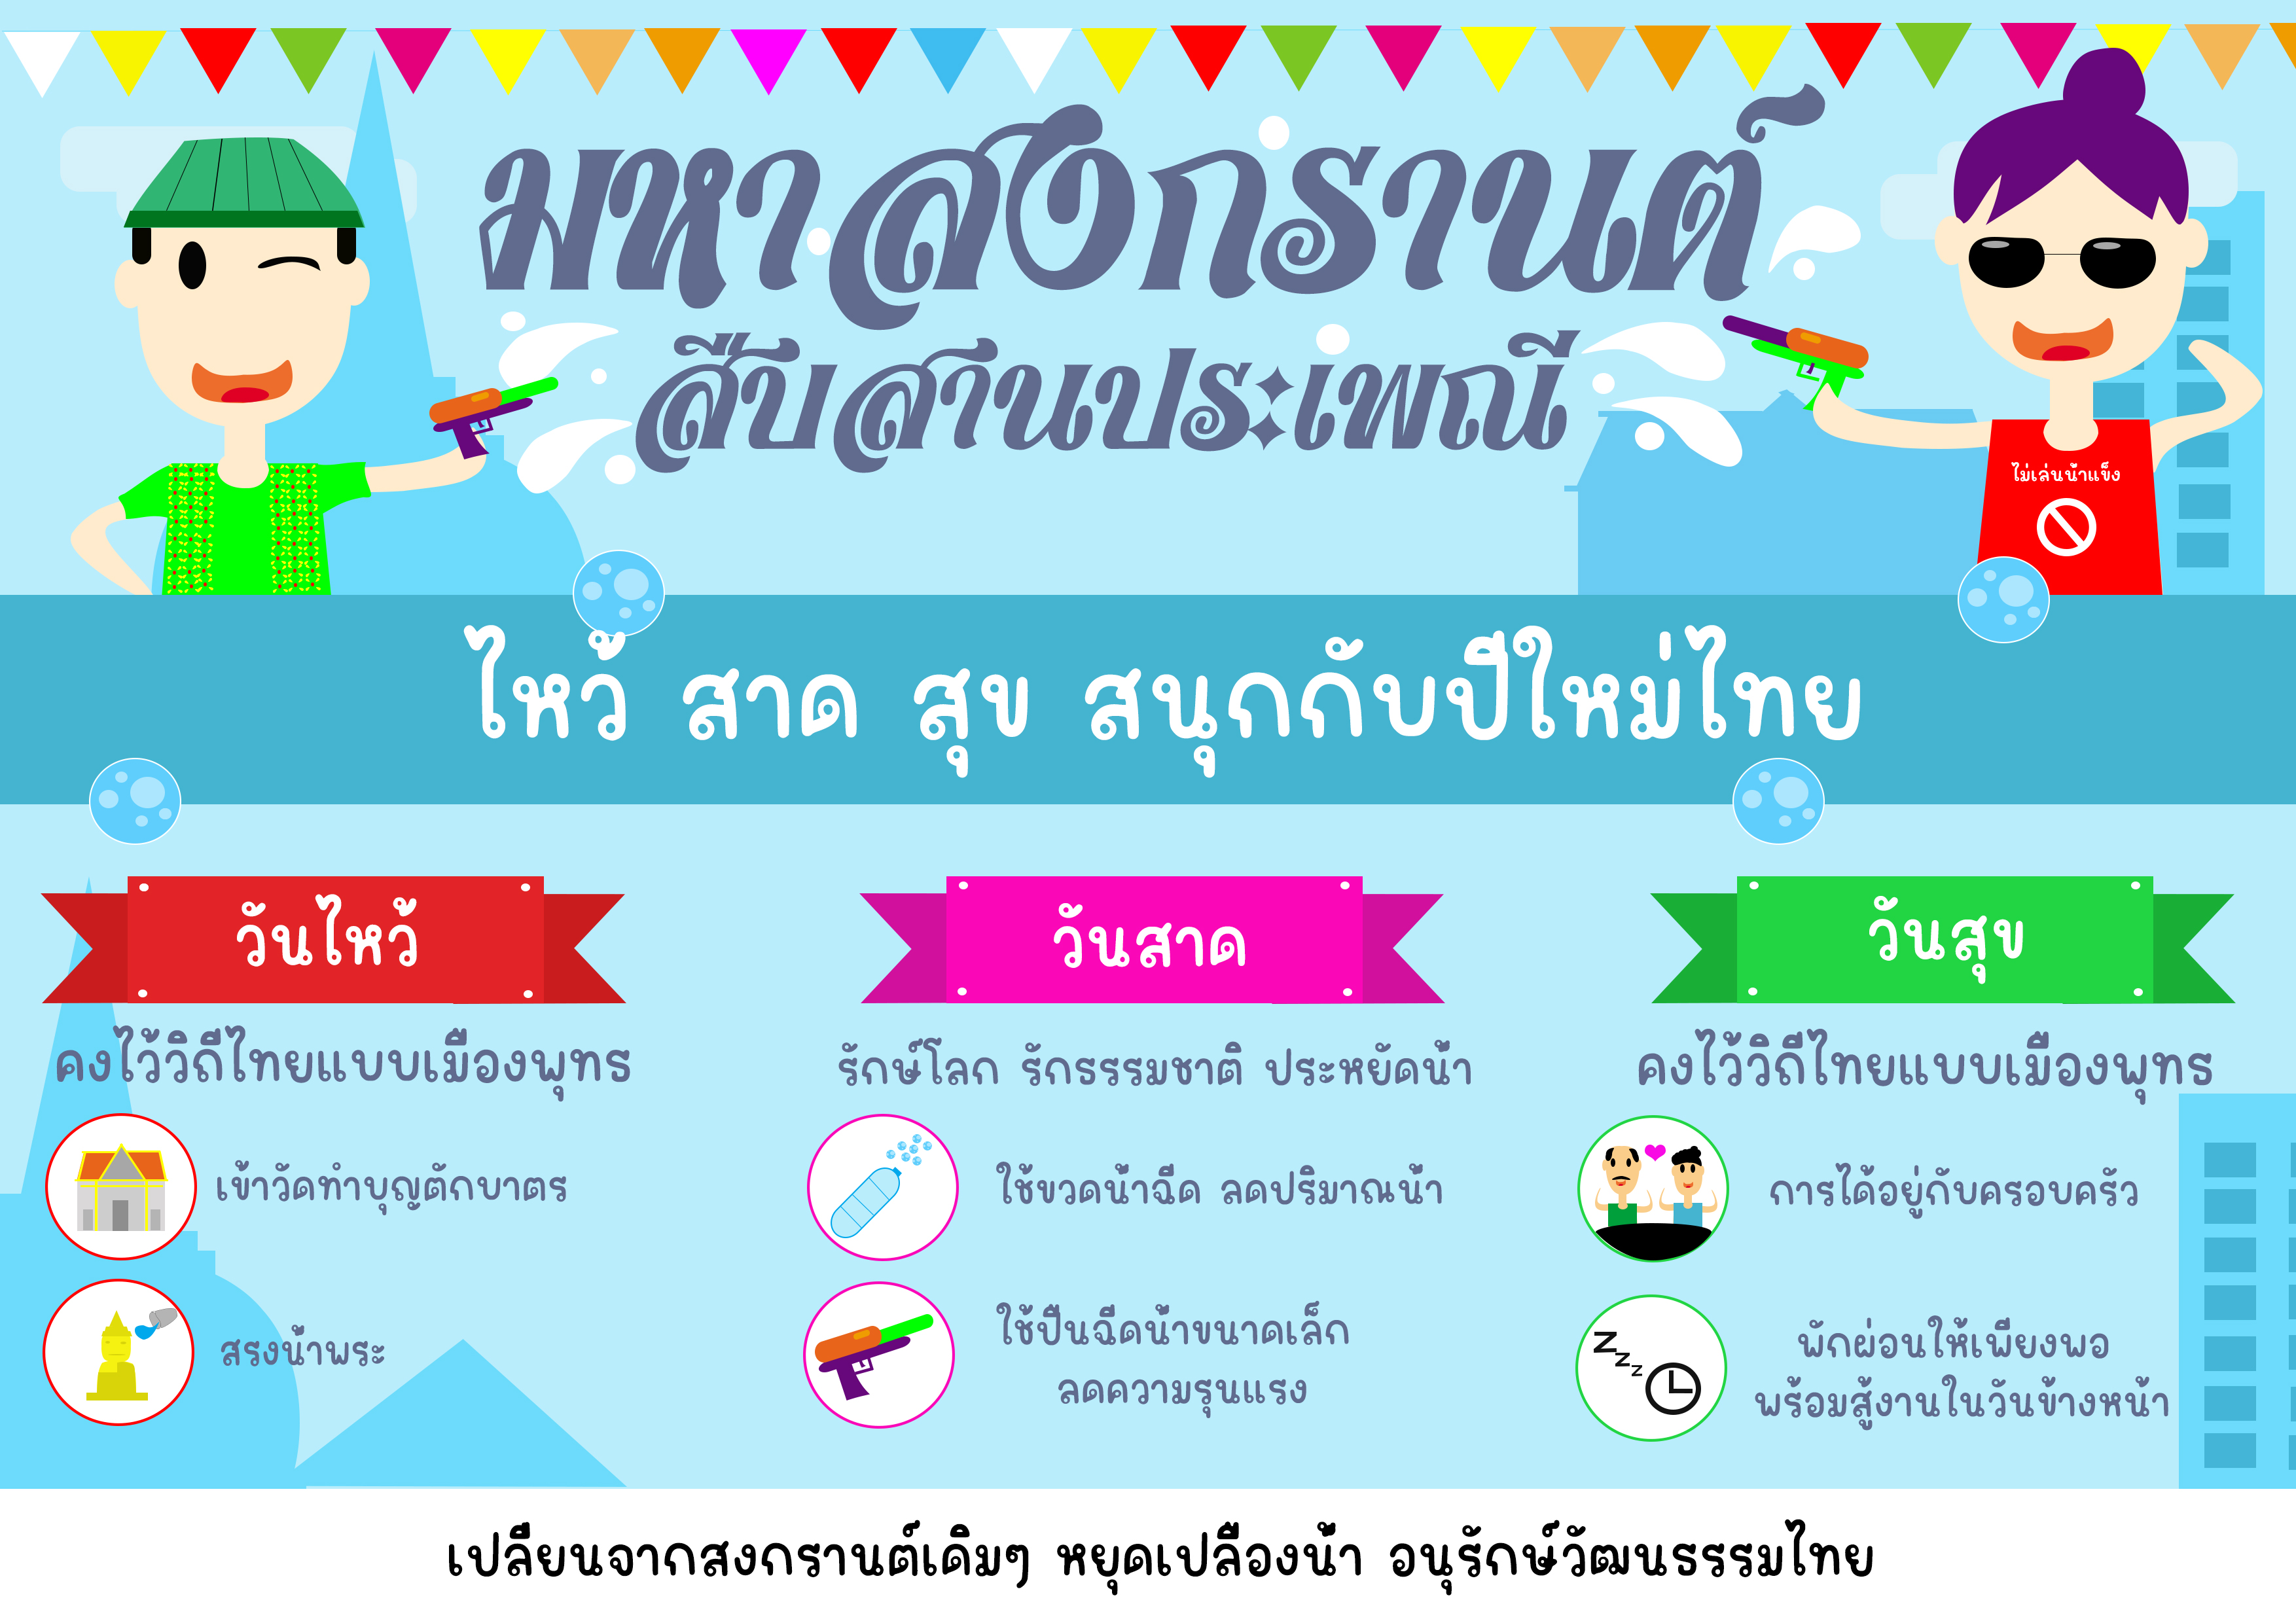 มหาสงกรานต์
สืบสานประเพณี
ไม่เล่นน้ำแข็ง
ไหว้ สาด สุข สนุกกับปีใหม่ไทย
วันไหว้
คงไว้วิถีไทยแบบเมืองพุทธ
เข้าวัดทำบุญตักบาตร
สรงน้ำพระ
วันสาด
รักษ์โลก รักธรรมชาติ ประหยัดน้ำ
ใช้ขวดน้ำฉีด ลดปริมาณน้ำ
ใช้ปืนฉีดน้ำขนาดเล็ก
ลดความรุนแรง
วันสุข
คงไว้วิถีไทยแบบเมืองพุทธ
การได้อยู่กับครอบครัว
z z z
พักผ่อนให้เพียงพอ
พร้อมสู้งานในวันข้างหน้า
เปลี่ยนจากสงกรานต์เดิมๆ หยุดเปลืองน้ำ อนุรักษ์วัฒนธรรมไทย